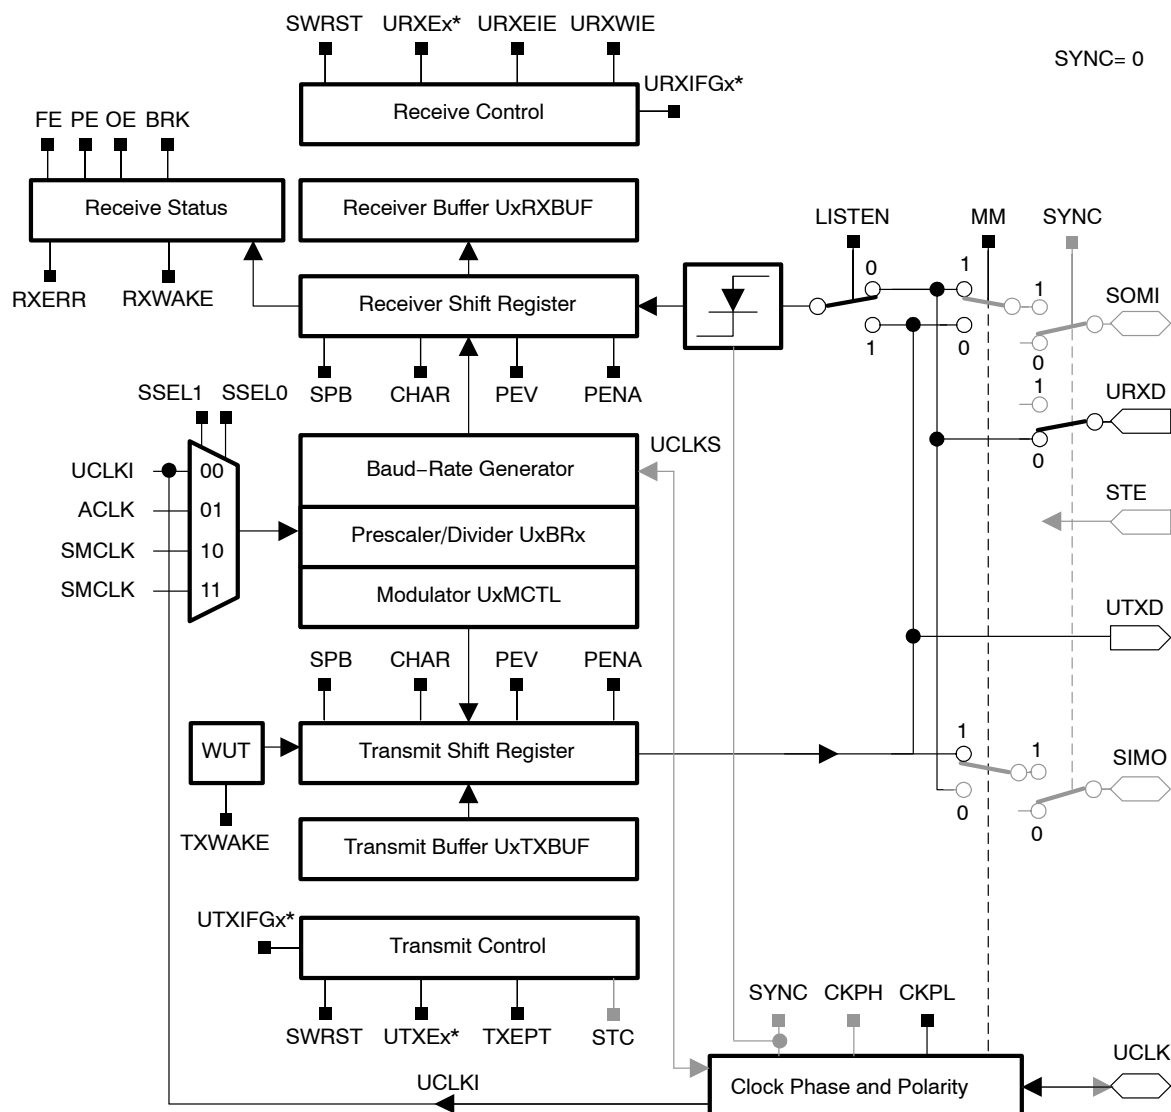 SWRST URXEx* URXEIE URXWIE
SYNC= 0
URXIFGx*
Receive Control
FE PE OE BRK
Receive Status
Receiver Buffer UxRXBUF
LISTEN MM SYNC
RXERR RXWAKE
Receiver Shift Register
0 1 1
SOMI
1 0 0
SPB CHAR PEV PENA
1
URXD
0
SSEL1 SSEL0
UCLKS
UCLKI 00
Baud–Rate Generator
ACLK 01
STE
Prescaler/Divider UxBRx
SMCLK 10
SMCLK 11
Modulator UxMCTL
UTXD
SPB CHAR PEV PENA
WUT
Transmit Shift Register
1 1
SIMO
0 0
TXWAKE
Transmit Buffer UxTXBUF
UTXIFGx*
Transmit Control
SWRST UTXEx* TXEPT STC
SYNC CKPH CKPL
UCLK
UCLKI
Clock Phase and Polarity